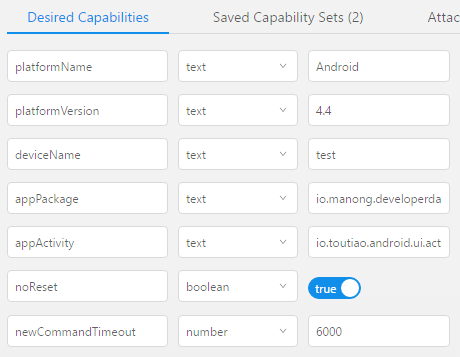 Desired Capabilities Saved Capability Sets (2) Attac
platformName text Android
platformVersion text 4.4
deviceName text test
appPackage text io.manong.developerda
appActivity text io.toutiao.android.ui.act
noReset boolean true
newCommandTimeout number 6000